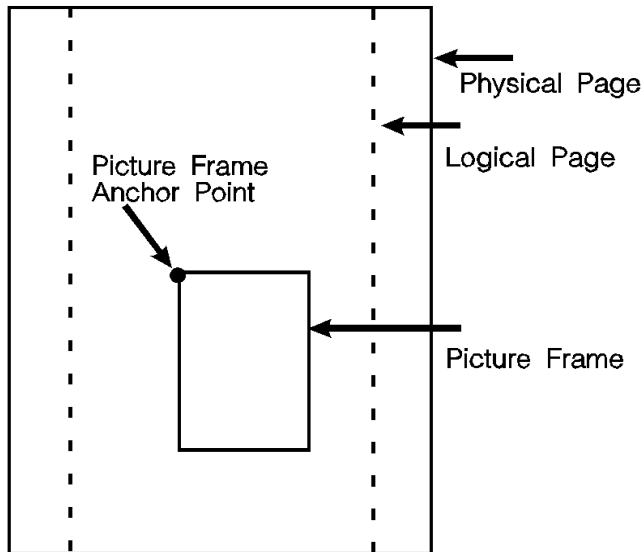 Physical Page
Logical Page
Picture Frame
Anchor Point
Picture Frame